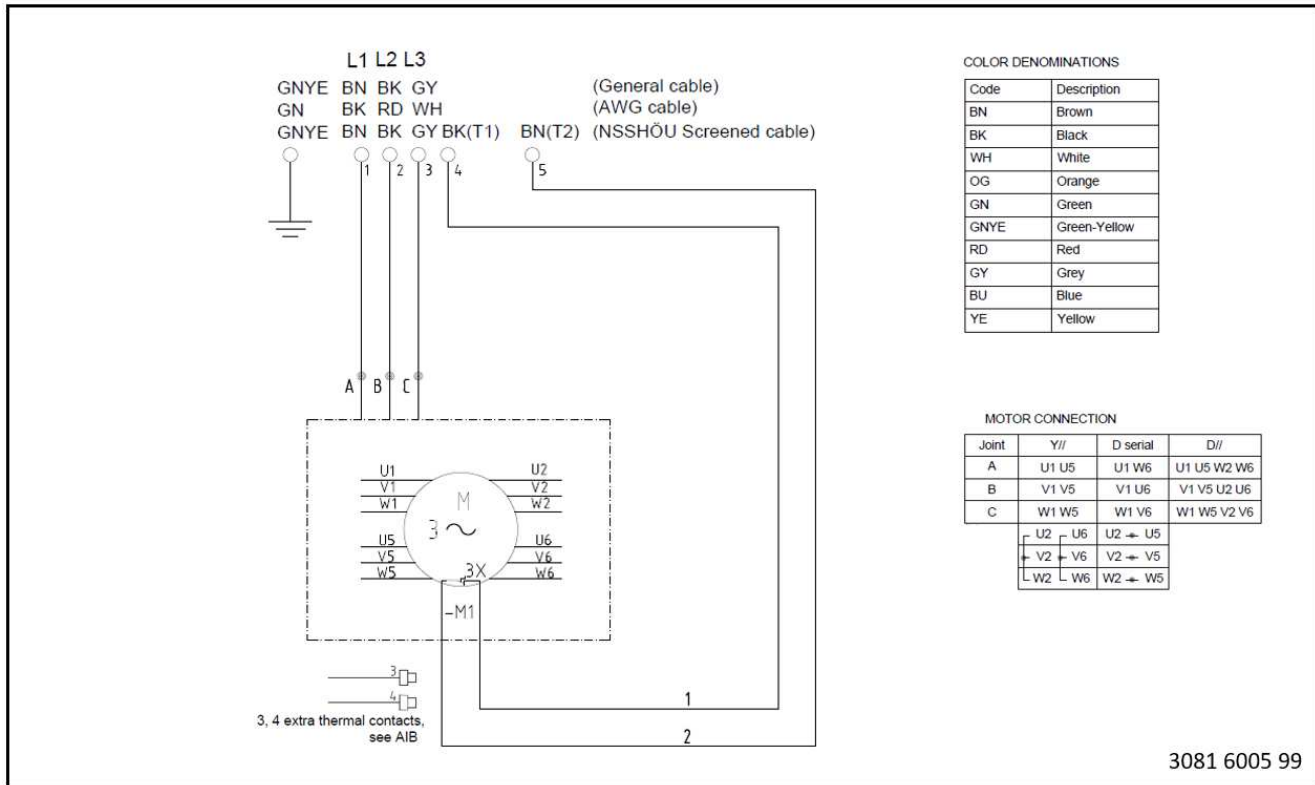 L1 L2 L3
GNYE BN BK GY (General cable)
GN BK RD WH (AWG cable)
GNYE BN BK GY BK(T1) BN(T2) (NSSHÖU Screened cable)
1 2 3 4 5
A B C
U1 U2
V1 M V2
W1 W2
3
U5 U6
V5 V6
W5 3X W6
-M1
3
4
3, 4 extra thermal contacts,
see AIB
1
2
COLOR DENOMINATIONS
Code Description
BN Brown
BK Black
WH White
OG Orange
GN Green
GNYE Green-Yellow
RD Red
GY Grey
BU Blue
YE Yellow
MOTOR CONNECTION
Joint Y// D serial D//
A U1 U5 U1 W6 U1 U5 W2 W6
B V1 V5 V1 U6 V1 V5 U2 U6
C W1 W5 W1 V6 W1 W5 V2 V6
U2 U6 U2 U5
V2 V6 V2 V5
W2 W6 W2 W5
3081 6005 99